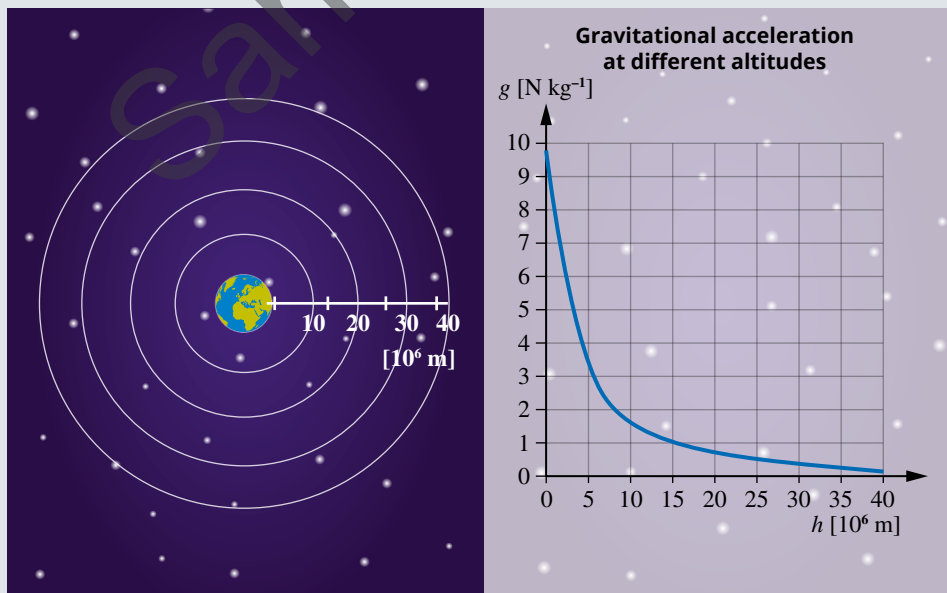 San
10 20 30 40
[10⁶ m]
Gravitational acceleration
at different altitudes
g [N kg⁻¹]
10
9
8
7
6
5
4
3
2
1
0
0 5 10 15 20 25 30 35 40
h [10⁶ m]